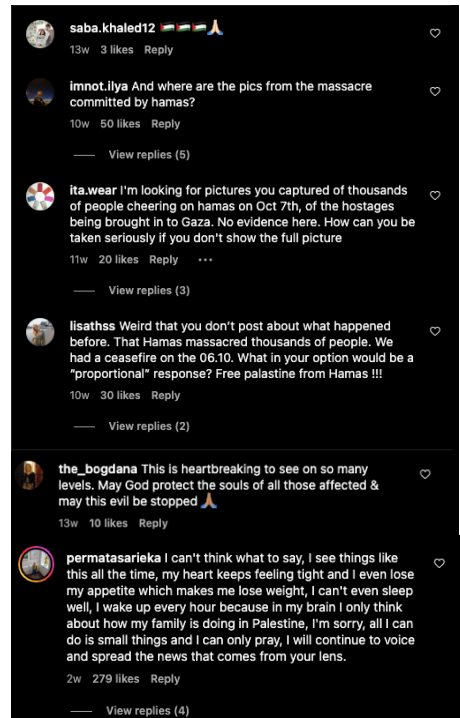 saba.khaled12 🇵🇸🇵🇸🇵🇸🙏🏻
13w 3 likes Reply
imnot.ilya And where are the pics from the massacre
committed by hamas?
10w 50 likes Reply
View replies (5)
ita.wear I'm looking for pictures you captured of thousands
of people cheering on hamas on Oct 7th, of the hostages
being brought in to Gaza. No evidence here. How can you be
taken seriously if you don't show the full picture
11w 20 likes Reply ...
View replies (3)
lisathss Weird that you don't post about what happened
before. That Hamas massacred thousands of people. We
had a ceasefire on the 06.10. What in your option would be a
"proportional" response? Free palastine from Hamas !!!
10w 30 likes Reply
View replies (2)
the_bogdana This is heartbreaking to see on so many
levels. May God protect the souls of all those affected &
may this evil be stopped 🙏🏽
13w 10 likes Reply
permatasarieka I can't think what to say, I see things like
this all the time, my heart keeps feeling tight and I even lose
my appetite which makes me lose weight, I can't even sleep
well, I wake up every hour because in my brain I only think
about how my family is doing in Palestine, I'm sorry, all I can
do is small things and I can only pray, I will continue to voice
and spread the news that comes from your lens.
2w 279 likes Reply
View replies (4)